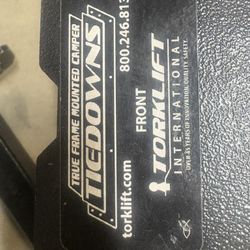 TRUE FRAME MOUNTED CAMPER
TIEDOWNS
torklift.com 800.246.813
FRONT
TORKLIFT
INTERNATIONAL
OVER 45 YEARS OF INNOVATION. QUALITY. SAFETY.